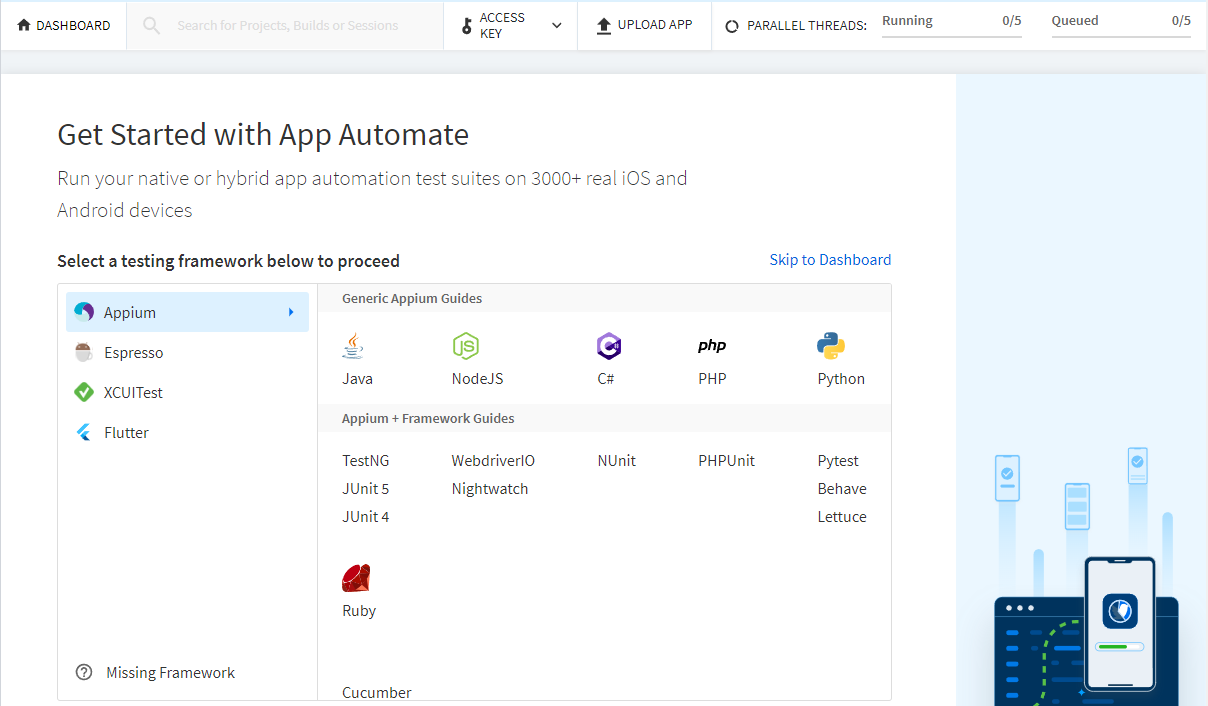 DASHBOARD
Search for Projects, Builds or Sessions
ACCESS
KEY
UPLOAD APP
PARALLEL THREADS:
Running 0/5
Queued 0/5
Get Started with App Automate
Run your native or hybrid app automation test suites on 3000+ real iOS and
Android devices
Select a testing framework below to proceed
Skip to Dashboard
Appium
Espresso
XCUITest
Flutter
Missing Framework
Generic Appium Guides
JS
php
Java NodeJS C# PHP Python
Appium + Framework Guides
TestNG WebdriverIO NUnit PHPUnit Pytest
JUnit 5 Nightwatch Behave
JUnit 4 Lettuce
Ruby
Cucumber